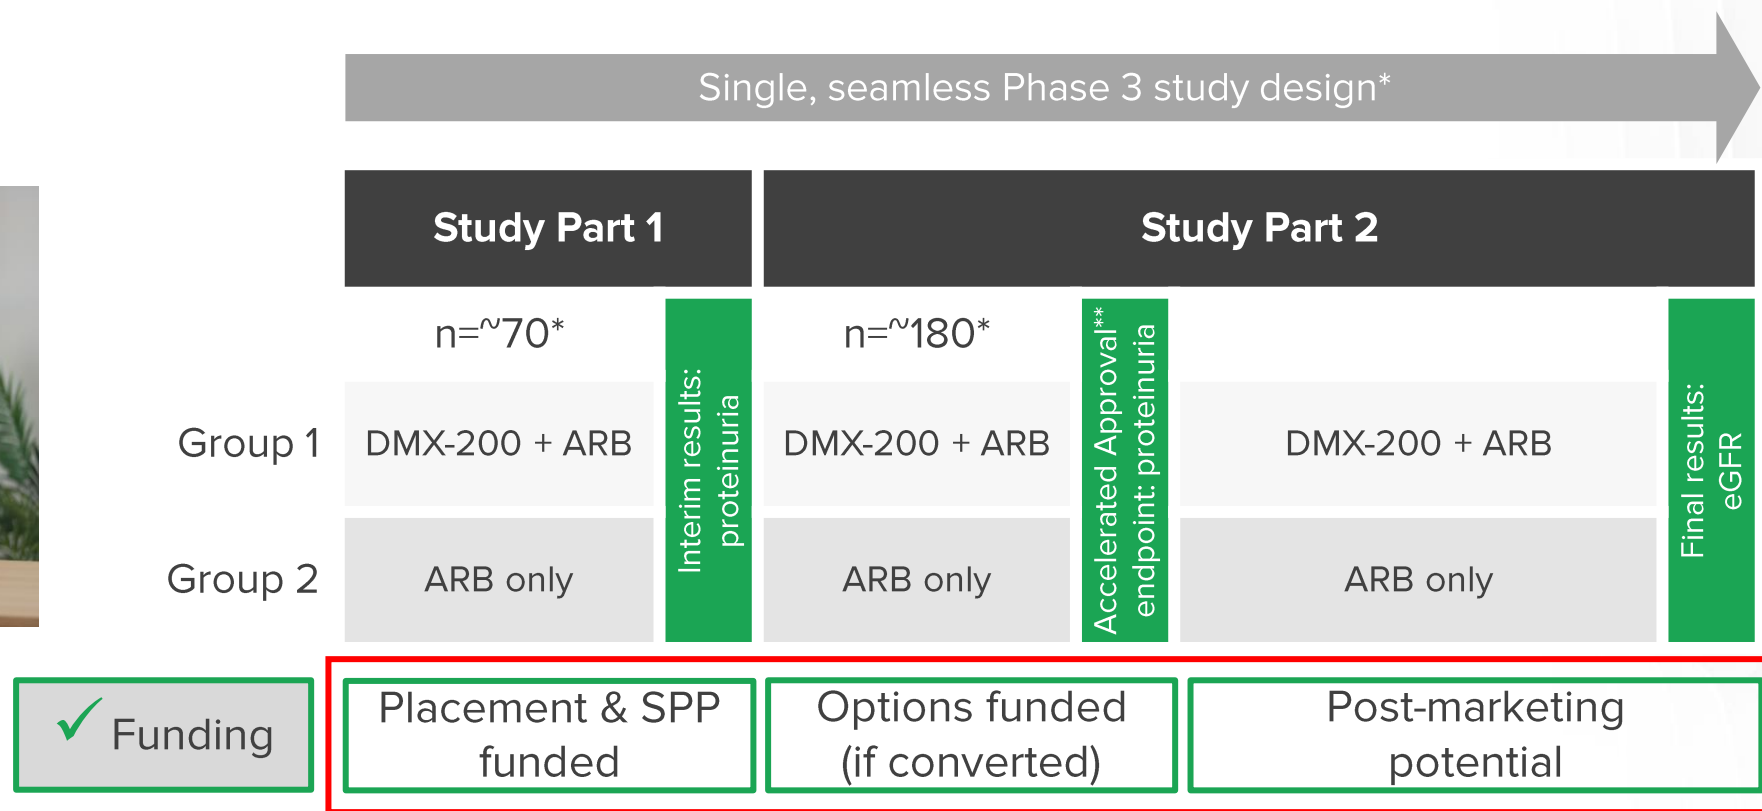 Single, seamless Phase 3 study design*
Study Part 1
Study Part 2
n=~70*
n=~180*
Group 1
DMX-200 + ARB
DMX-200 + ARB
DMX-200 + ARB
Group 2
ARB only
ARB only
ARB only
Interim results:
proteinuria
Accelerated Approval**
endpoint: proteinuria
Final results:
eGFR
✓ Funding
Placement & SPP
funded
Options funded
(if converted)
Post-marketing
potential